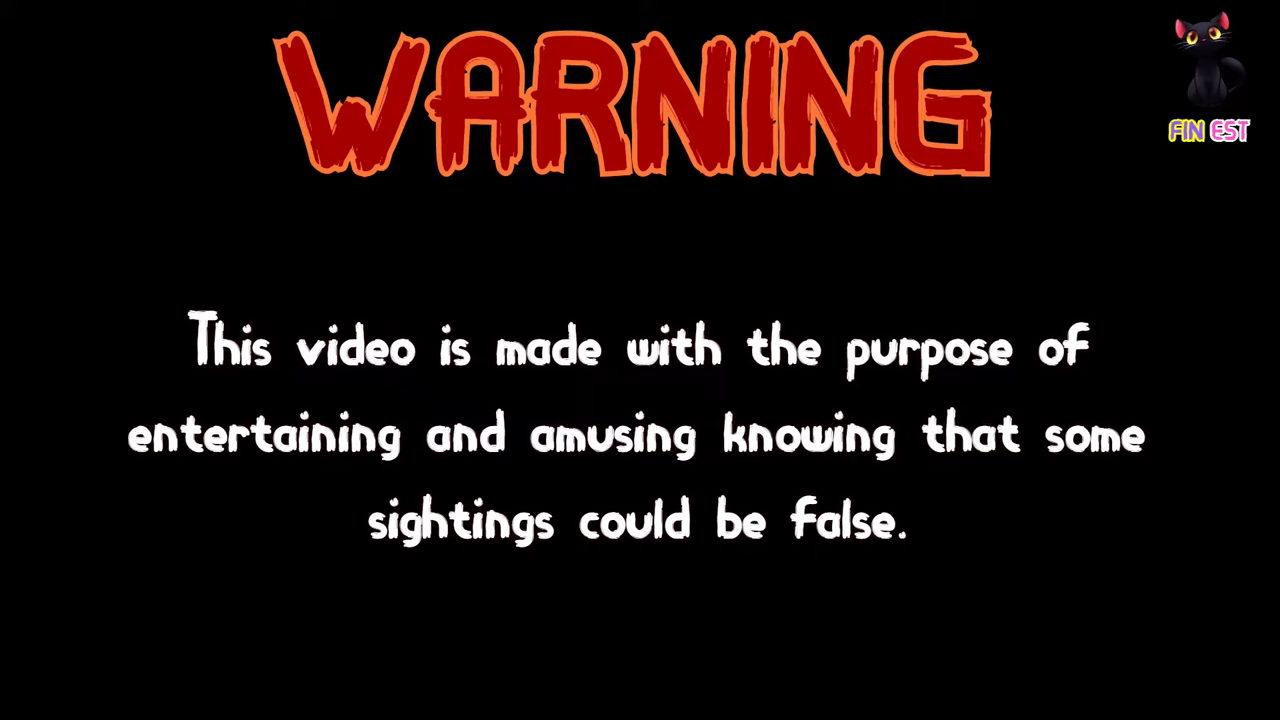 WARNING
FIN EST
This video is made with the purpose of
entertaining and amusing knowing that some
sightings could be false.